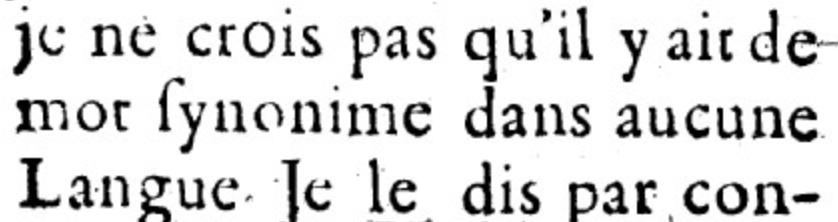 je ne crois pas qu'il y ait de
mot ſynonime dans aucune
Langue. Je le dis par con-